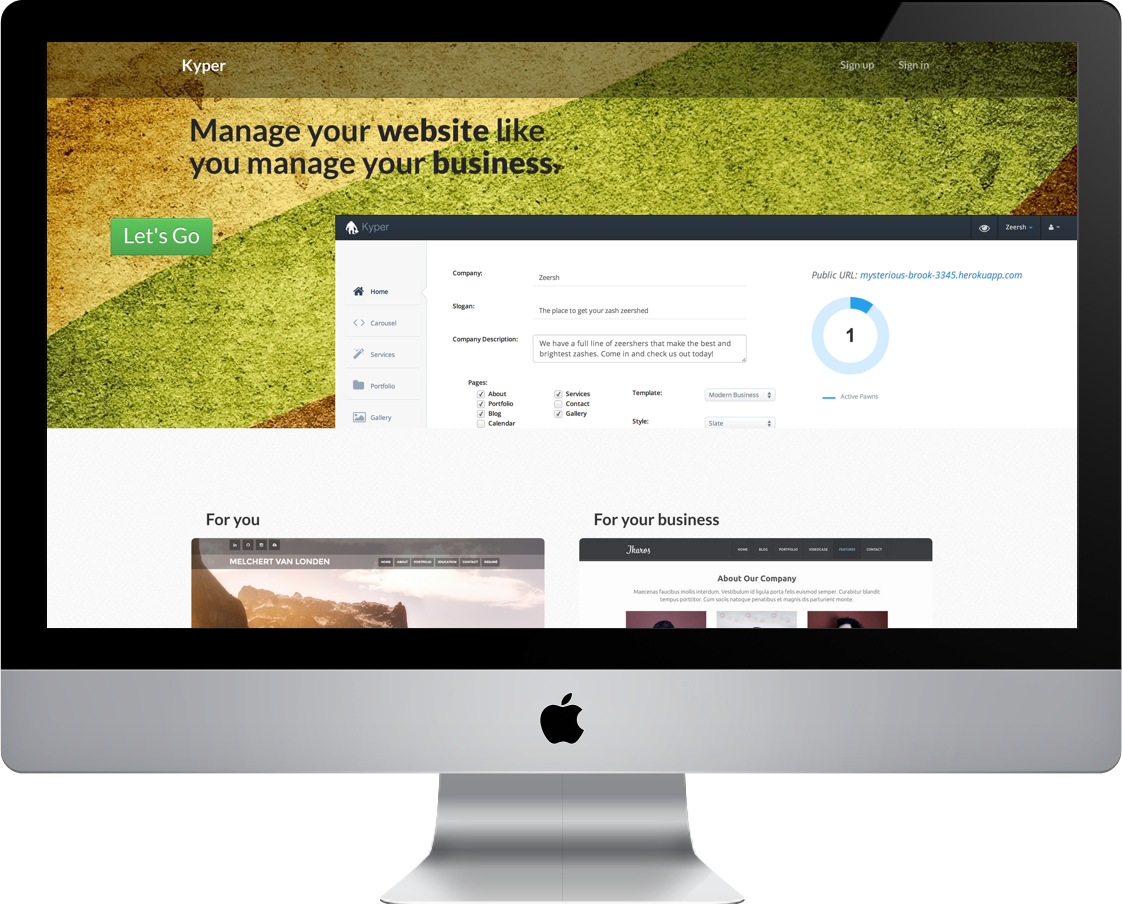 Kyper
Sign up
Sign in
Manage your website like
you manage your business.
Let's Go
Kyper
Zeersh
Home
Carousel
Services
Portfolio
Gallery
Company:
Zeersh
Slogan:
The place to get your zash zeershed
Company Description:
We have a full line of zeershers that make the best and
brightest zashes. Come in and check us out today!
Pages:
About
Services
Portfolio
Contact
Blog
Gallery
Calendar
Template:
Modern Business
Style:
Slate
Public URL: mysterious-brook-3345.herokuapp.com
1
Active Pawns
For you
MELCHERT VAN LONDEN
HOME ABOUT PORTFOLIO EDUCATION CONTACT RESUME
For your business
Ikaros
HOME BLOG PORTFOLIO VIDEOCASE FEATURES CONTACT
About Our Company
Maecenas faucibus mollis interdum. Vestibulum id ligula porta felis euismod semper. Curabitur blandit
tempus porttitor. Cum sociis natoque penatibus et magnis dis parturient monte.